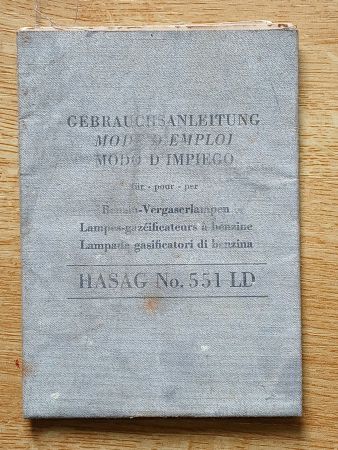 GEBRAUCHSANLEITUNG
MODE D'EMPLOI
MODO D'IMPIEGO
für - pour - per
Benzin-Vergaserlampen
Lampes-gazéificateurs à benzine
Lampade gasificatori di benzina
HASAG No. 551 LD